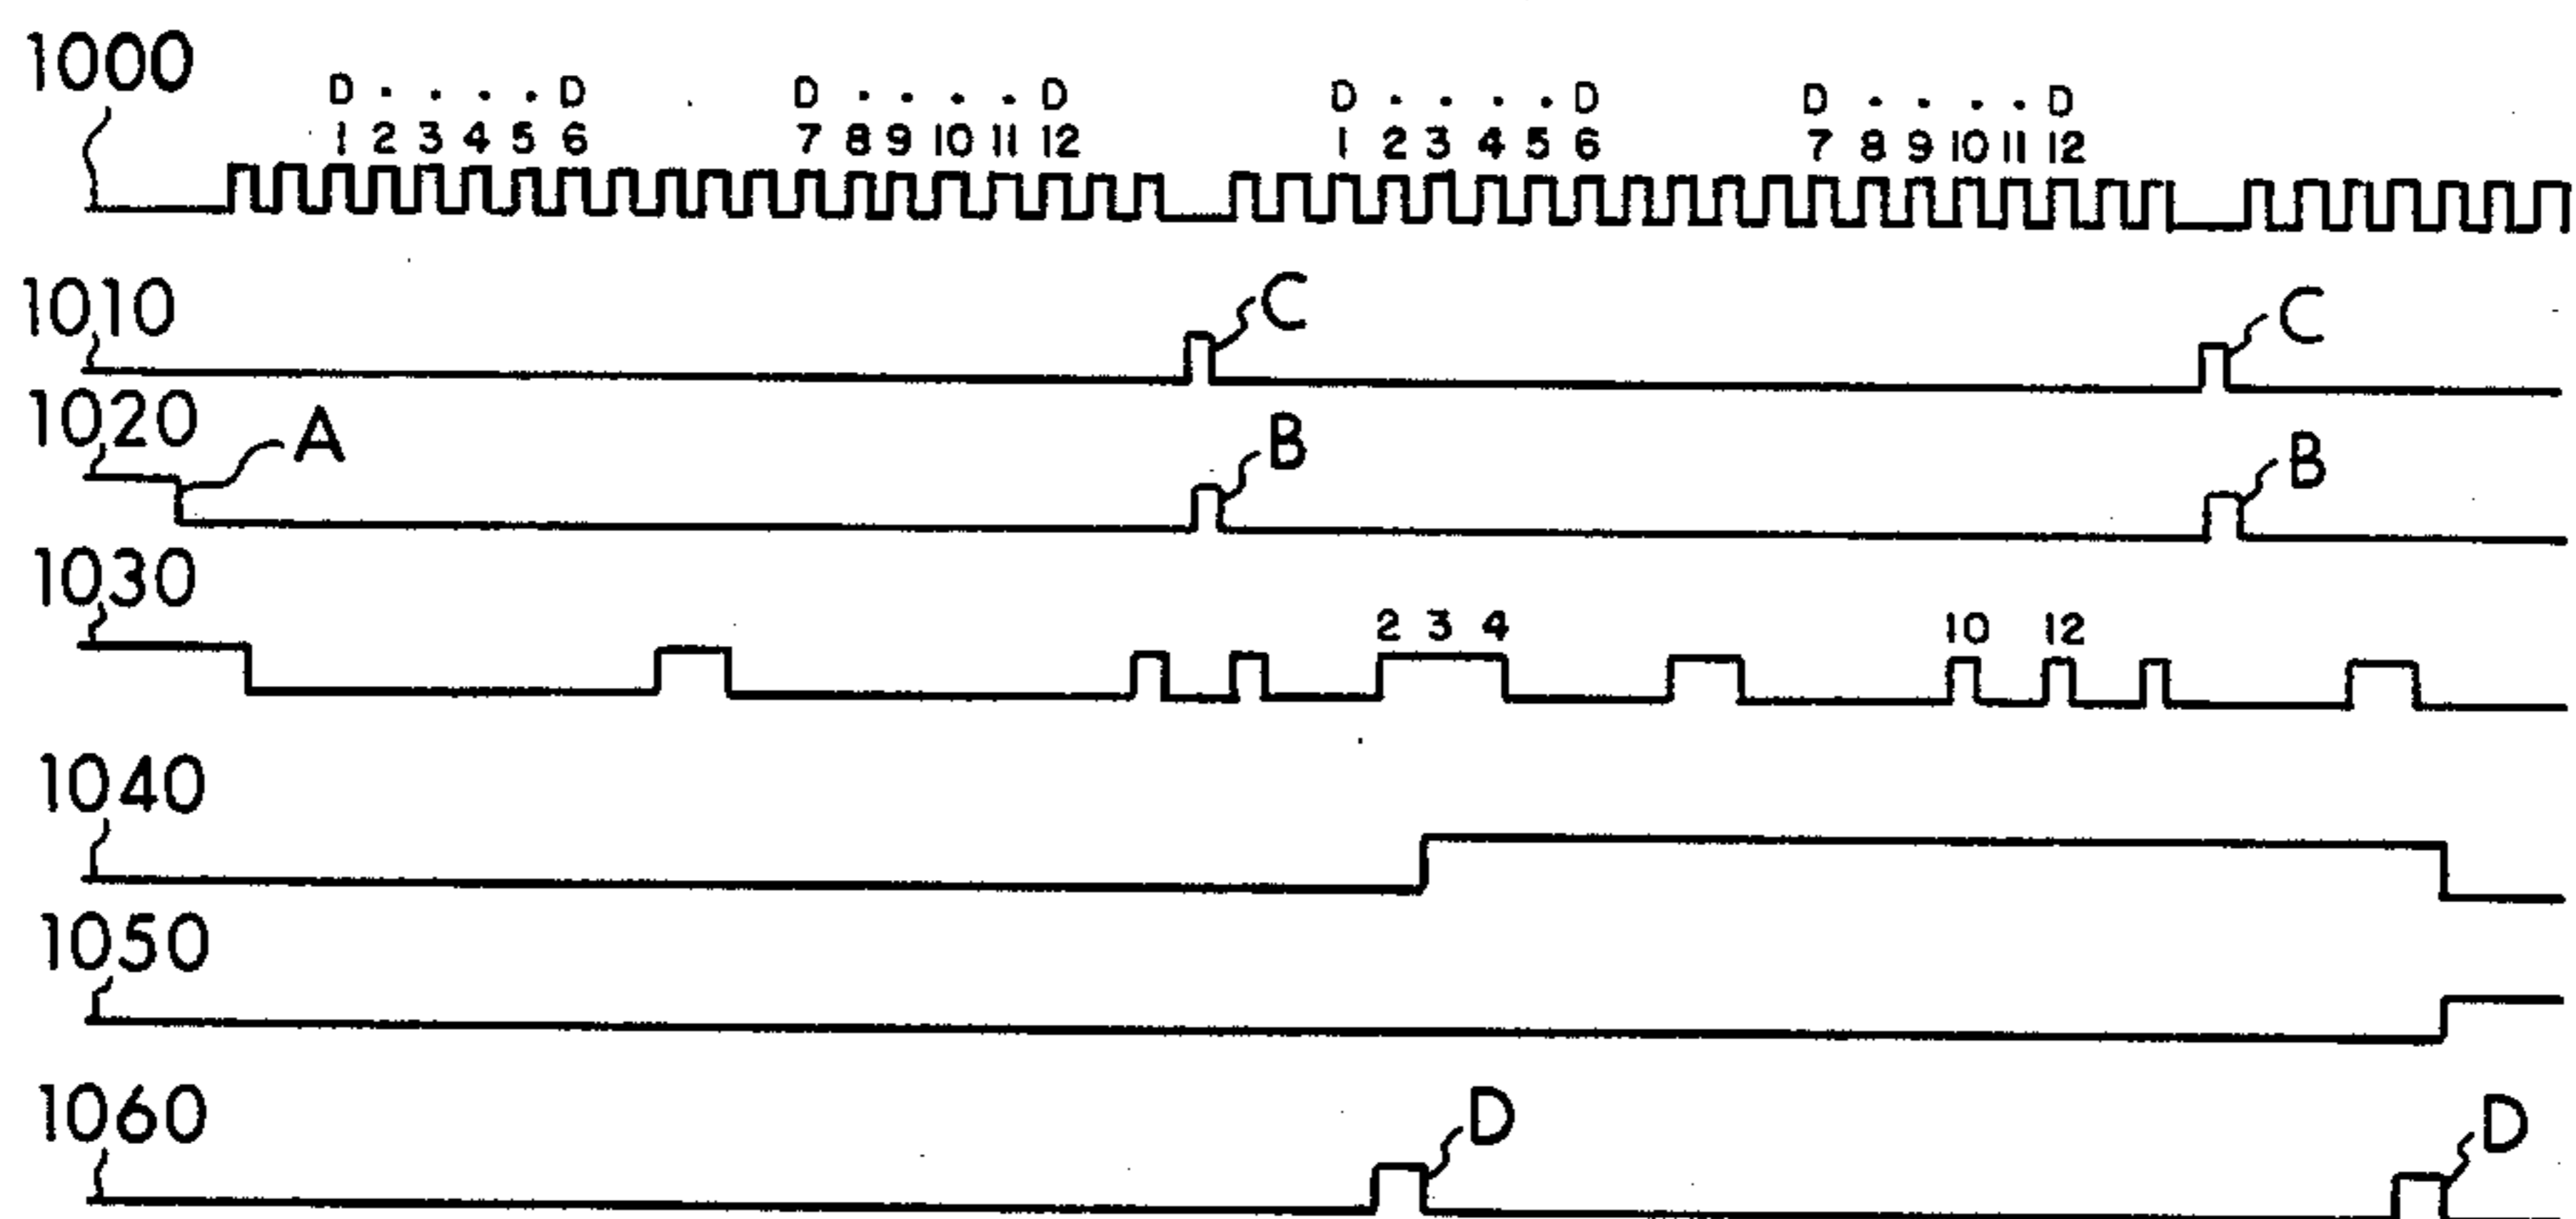 1000
D · · · · D D · · · · D D · · · · D D · · · · D
1 2 3 4 5 6 7 8 9 10 11 12 1 2 3 4 5 6 7 8 9 10 11 12
1010 C C
1020 A B B
1030 2 3 4 10 12
1040
1050
1060 D D